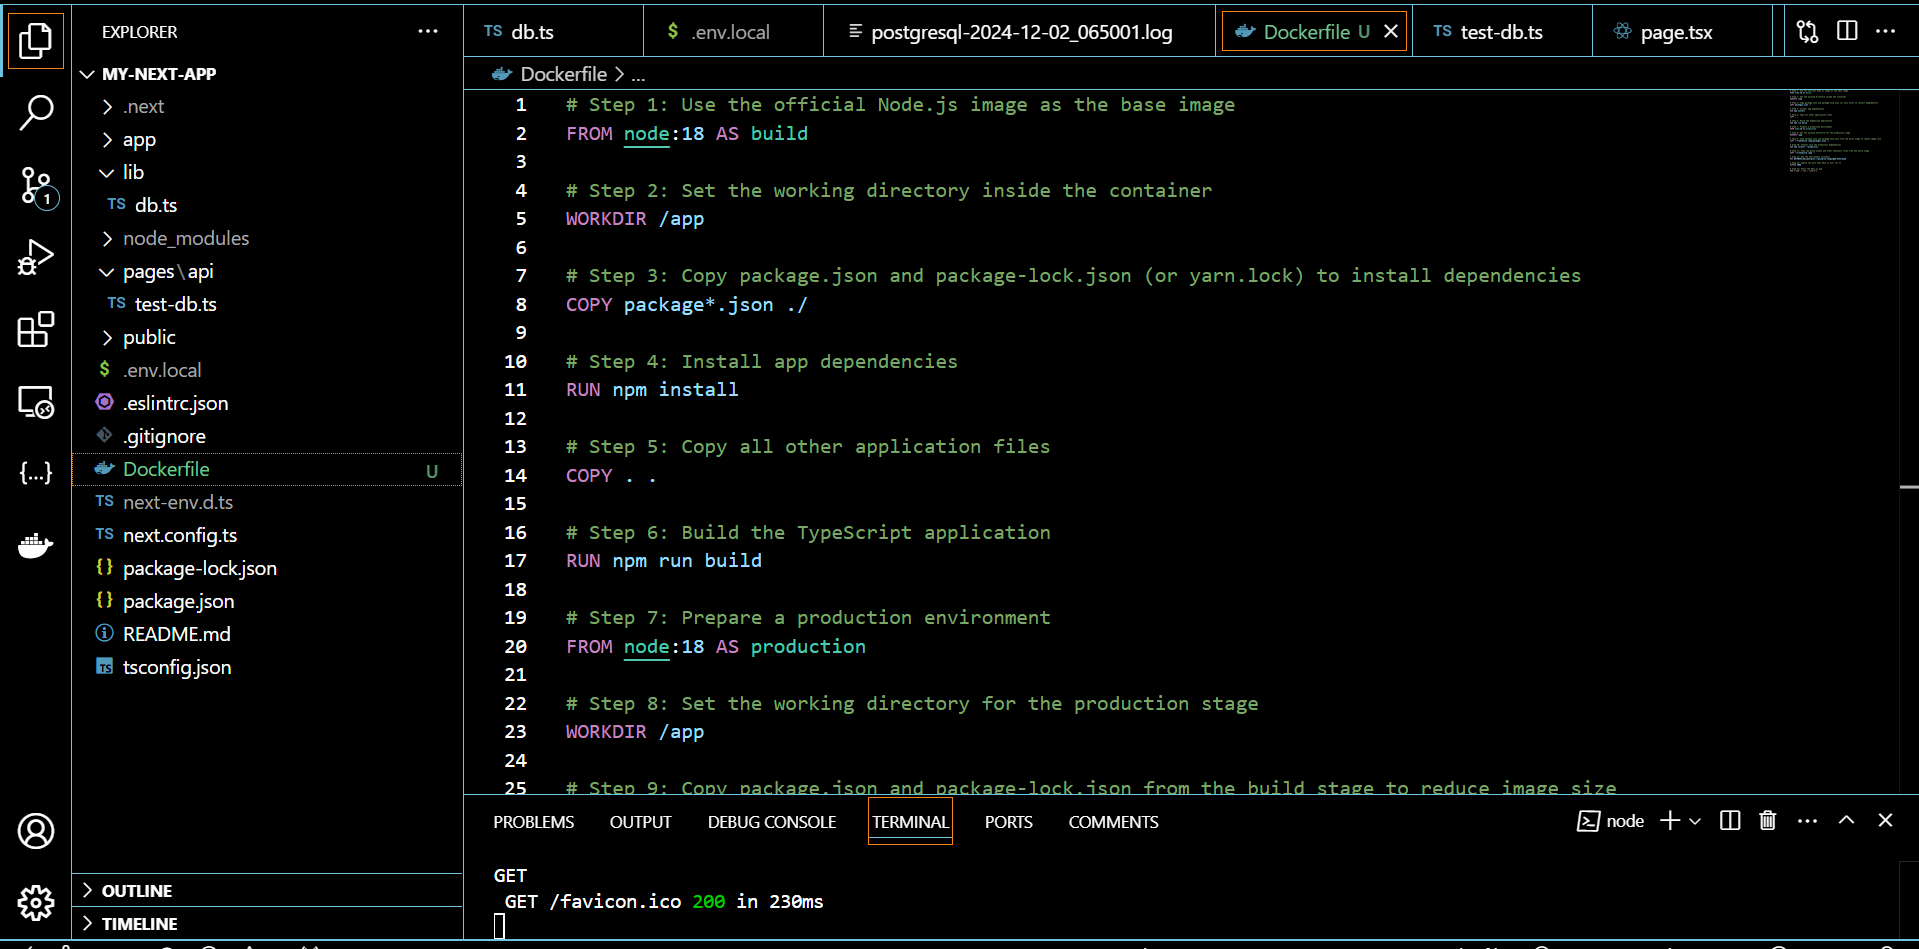 EXPLORER
MY-NEXT-APP
.next
app
lib
TS db.ts
node_modules
pages\api
TS test-db.ts
public
$ .env.local
.eslintrc.json
.gitignore
Dockerfile U
TS next-env.d.ts
TS next.config.ts
{} package-lock.json
{} package.json
README.md
TS tsconfig.json
OUTLINE
TIMELINE
1
{...}
TS db.ts
$ .env.local
postgresql-2024-12-02_065001.log
Dockerfile U
TS test-db.ts
page.tsx
Dockerfile > ...
1 # Step 1: Use the official Node.js image as the base image
2 FROM node:18 AS build
3
4 # Step 2: Set the working directory inside the container
5 WORKDIR /app
6
7 # Step 3: Copy package.json and package-lock.json (or yarn.lock) to install dependencies
8 COPY package*.json ./
9
10 # Step 4: Install app dependencies
11 RUN npm install
12
13 # Step 5: Copy all other application files
14 COPY . .
15
16 # Step 6: Build the TypeScript application
17 RUN npm run build
18
19 # Step 7: Prepare a production environment
20 FROM node:18 AS production
21
22 # Step 8: Set the working directory for the production stage
23 WORKDIR /app
24
25 # Step 9: Copy package.json and package-lock.json from the build stage to reduce image size
PROBLEMS OUTPUT DEBUG CONSOLE TERMINAL PORTS COMMENTS
node
GET
GET /favicon.ico 200 in 230ms